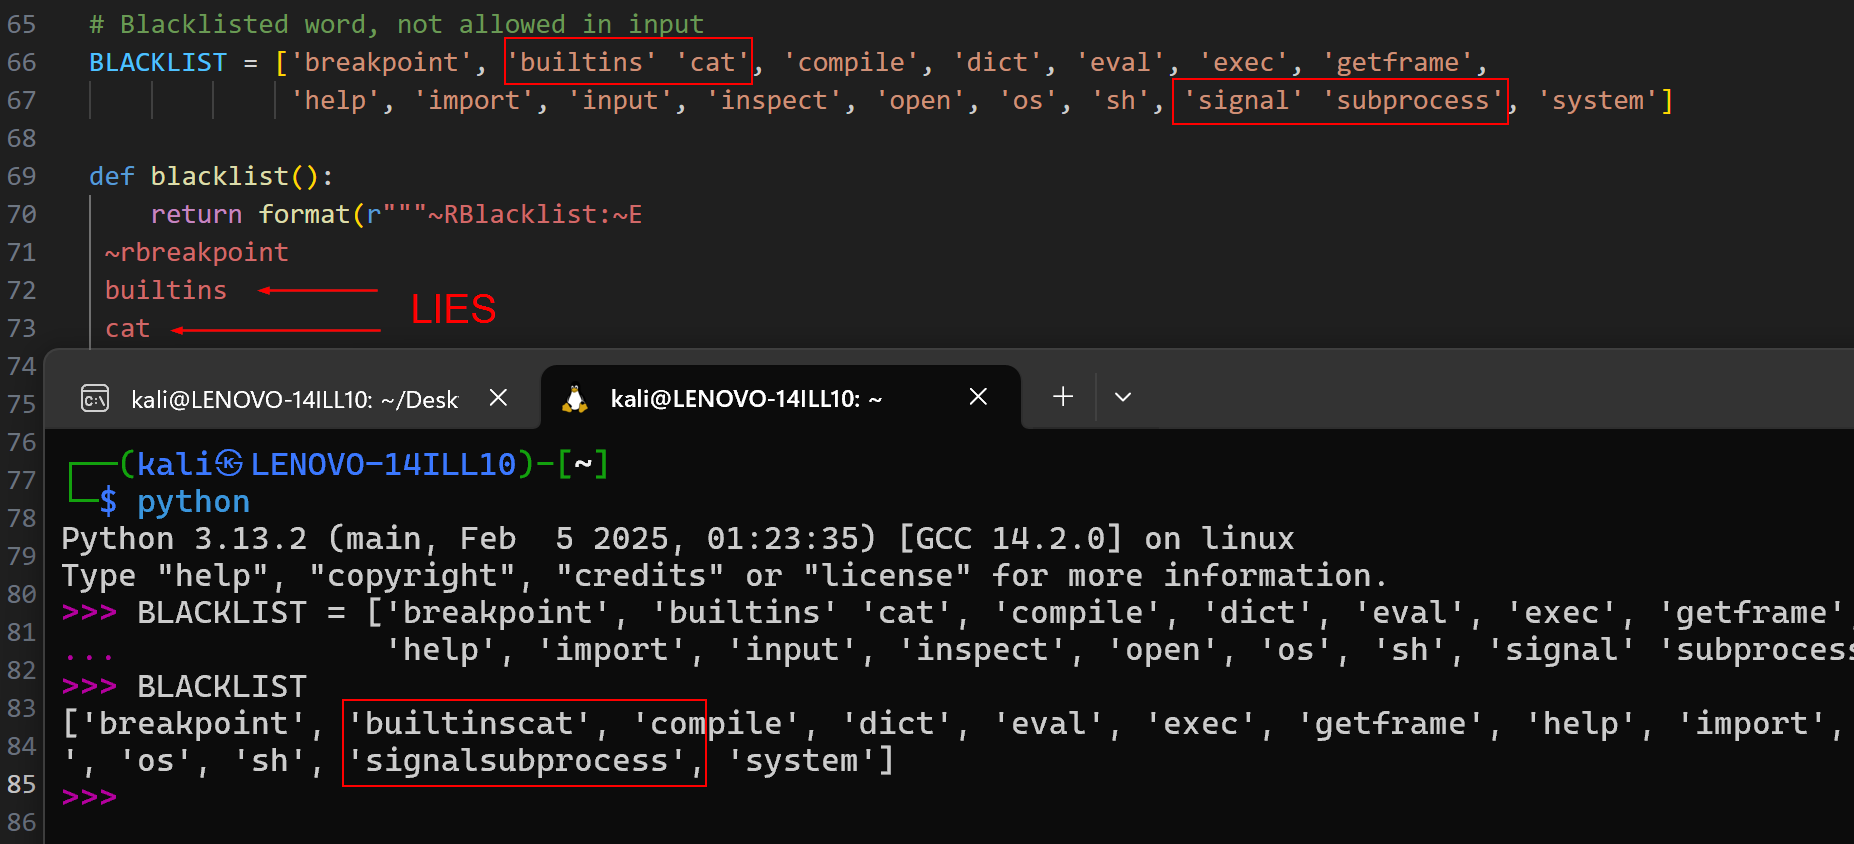 65 # Blacklisted word, not allowed in input
66 BLACKLIST = ['breakpoint', 'builtins' 'cat', 'compile', 'dict', 'eval', 'exec', 'getframe',
67 'help', 'import', 'input', 'inspect', 'open', 'os', 'sh', 'signal' 'subprocess', 'system']
68
69 def blacklist():
70 return format(r"""~RBlacklist:~E
71 ~rbreakpoint
72 builtins
LIES
73 cat
74
75 kali@LENOVO-14ILL10: ~/Desk kali@LENOVO-14ILL10: ~
76
77 (kali㉿LENOVO-14ILL10)-[~]
78 $ python
79 Python 3.13.2 (main, Feb  5 2025, 01:23:35) [GCC 14.2.0] on linux
80 Type "help", "copyright", "credits" or "license" for more information.
81 >>> BLACKLIST = ['breakpoint', 'builtins' 'cat', 'compile', 'dict', 'eval', 'exec', 'getframe',
82 ... 'help', 'import', 'input', 'inspect', 'open', 'os', 'sh', 'signal' 'subprocess
83 >>> BLACKLIST
84 ['breakpoint', 'builtinscat', 'compile', 'dict', 'eval', 'exec', 'getframe', 'help', 'import',
85 ', 'os', 'sh', 'signalsubprocess', 'system']
86 >>>